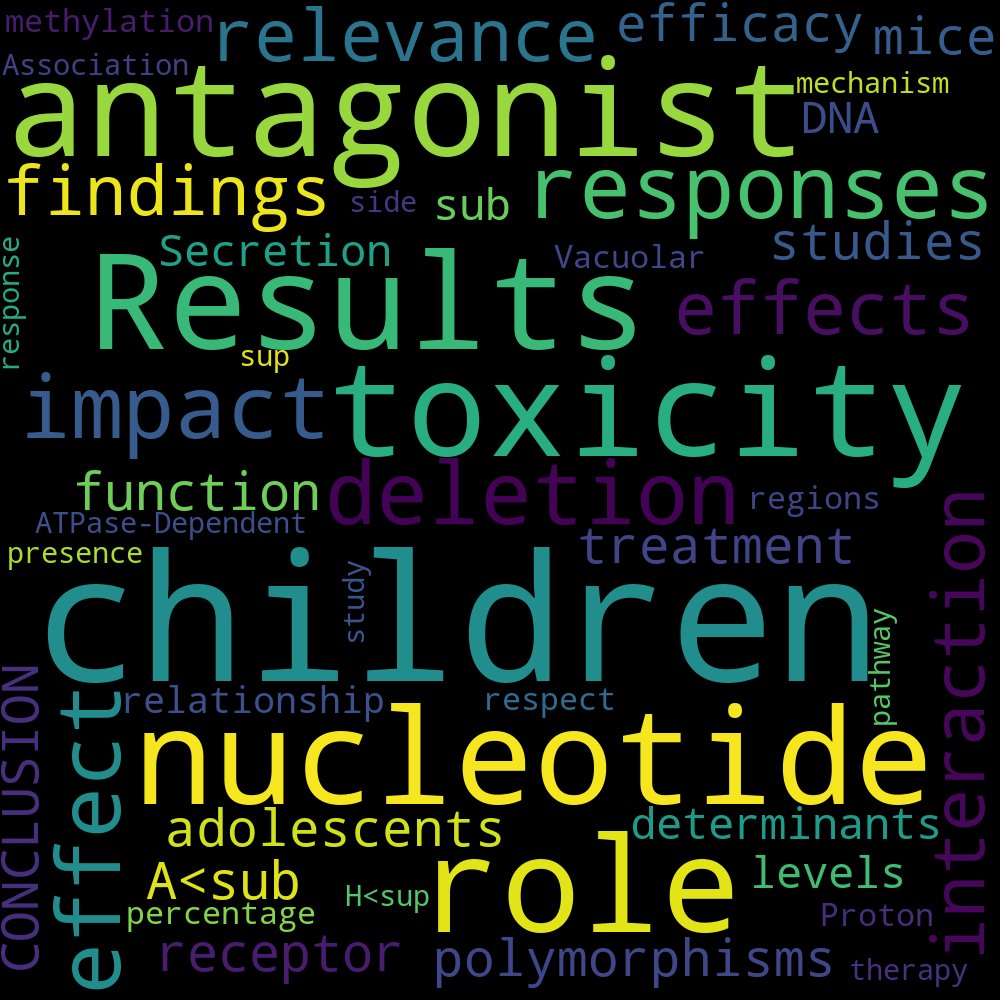 methylation
relevance
efficacy
mice
Association
antagonist
mechanism
DNA
findings
side
sub
responses
response
Secretion
Vacuolar
studies
Results
effects
sup
impact
toxicity
function
deletion
regions
ATPase-Dependent
presence
treatment
study
children
interaction
pathway
CONCLUSION
effect
relationship
respect
nucleotide
adolescents
determinants
role
A<sub
H<sup
levels
percentage
Proton
receptor
polymorphisms
therapy